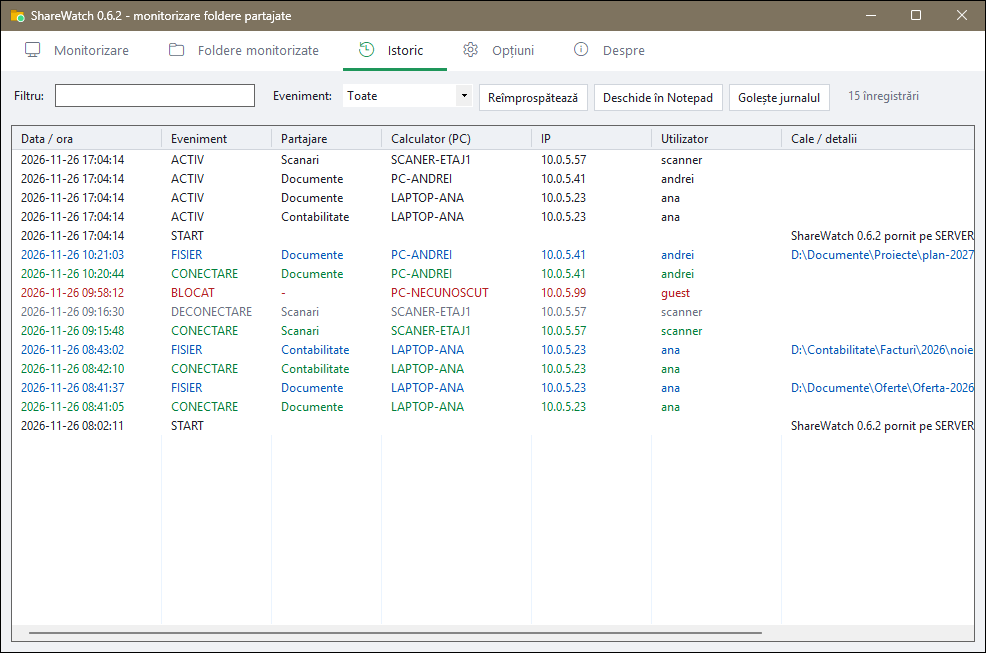 ShareWatch 0.6.2 - monitorizare foldere partajate
Monitorizare Foldere monitorizate Istoric Opțiuni Despre
Filtru: Eveniment: Toate Reîmprospătează Deschide în Notepad Golește jurnalul 15 înregistrări
Data / ora Eveniment Partajare Calculator (PC) IP Utilizator Cale / detalii
2026-11-26 17:04:14 ACTIV Scanari SCANER-ETAJ1 10.0.5.57 scanner
2026-11-26 17:04:14 ACTIV Documente PC-ANDREI 10.0.5.41 andrei
2026-11-26 17:04:14 ACTIV Documente LAPTOP-ANA 10.0.5.23 ana
2026-11-26 17:04:14 ACTIV Contabilitate LAPTOP-ANA 10.0.5.23 ana
2026-11-26 17:04:14 START ShareWatch 0.6.2 pornit pe SERVER
2026-11-26 10:21:03 FISIER Documente PC-ANDREI 10.0.5.41 andrei D:\Documente\Proiecte\plan-2027
2026-11-26 10:20:44 CONECTARE Documente PC-ANDREI 10.0.5.41 andrei
2026-11-26 09:58:12 BLOCAT - PC-NECUNOSCUT 10.0.5.99 guest
2026-11-26 09:16:30 DECONECTARE Scanari SCANER-ETAJ1 10.0.5.57 scanner
2026-11-26 09:15:48 CONECTARE Scanari SCANER-ETAJ1 10.0.5.57 scanner
2026-11-26 08:43:02 FISIER Contabilitate LAPTOP-ANA 10.0.5.23 ana D:\Contabilitate\Facturi\2026\noie
2026-11-26 08:42:10 CONECTARE Contabilitate LAPTOP-ANA 10.0.5.23 ana
2026-11-26 08:41:37 FISIER Documente LAPTOP-ANA 10.0.5.23 ana D:\Documente\Oferte\Oferta-2026
2026-11-26 08:41:05 CONECTARE Documente LAPTOP-ANA 10.0.5.23 ana
2026-11-26 08:02:11 START ShareWatch 0.6.2 pornit pe SERVER